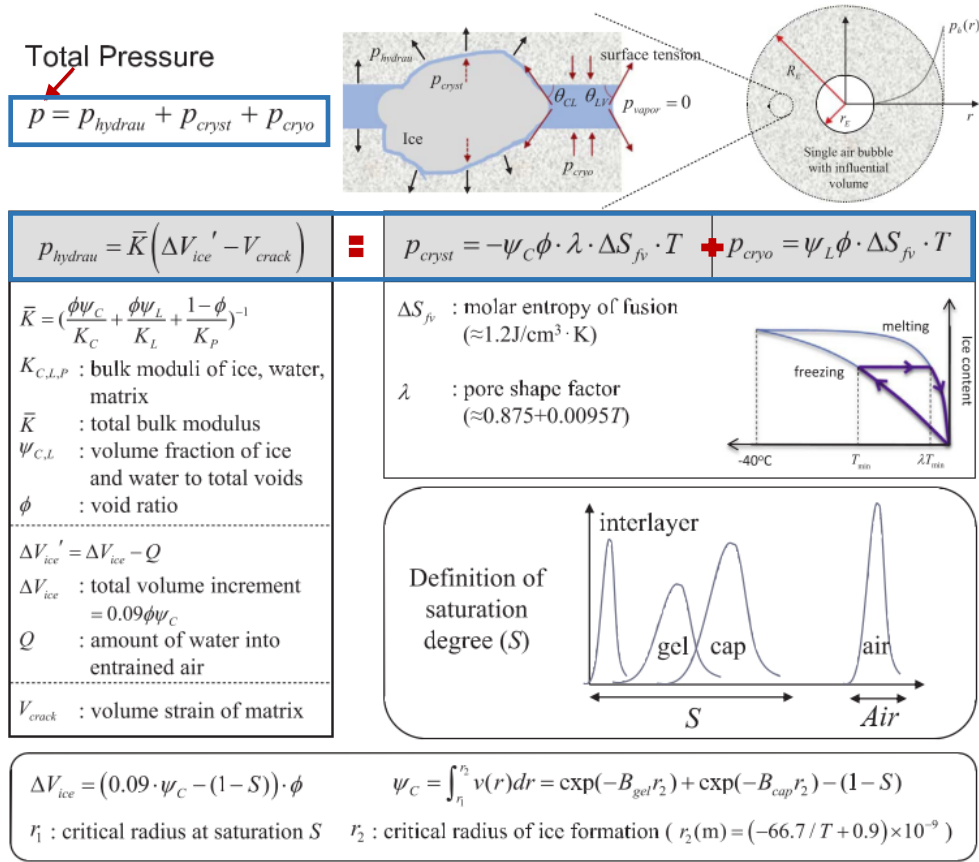 Total Pressure
p = p_hydrau + p_cryst + p_cryo
p_hydrau
p_cryst
Ice
surface tension
θ_CL θ_LV
p_vapor = 0
p_cryo
p_h(r)
R_E
r_E
r
Single air bubble
with influential
volume
p_hydrau = K̄(ΔV_ice′ − V_crack) = p_cryst = −ψ_C ϕ · λ · ΔS_fv · T + p_cryo = ψ_L ϕ · ΔS_fv · T
K̄ = (ϕψ_C/K_C + ϕψ_L/K_L + (1−ϕ)/K_P)⁻¹
K_C,L,P : bulk moduli of ice, water,
matrix
K̄ : total bulk modulus
ψ_C,L : volume fraction of ice
and water to total voids
ϕ : void ratio
ΔV_ice′ = ΔV_ice − Q
ΔV_ice : total volume increment
= 0.09ϕψ_C
Q : amount of water into
entrained air
V_crack : volume strain of matrix
ΔS_fv : molar entropy of fusion
(≈1.2J/cm³ · K)
λ : pore shape factor
(≈0.875+0.0095T)
melting
freezing
Ice content
-40°C T_min λT_min
Definition of
saturation
degree (S)
interlayer
gel cap air
S Air
ΔV_ice = (0.09 · ψ_C − (1 − S)) · ϕ
ψ_C = ∫_r₁^r₂ v(r)dr = exp(−B_gel r₂) + exp(−B_cap r₂) − (1 − S)
r₁ : critical radius at saturation S
r₂ : critical radius of ice formation ( r₂(m) = (−66.7 / T + 0.9) × 10⁻⁹ )